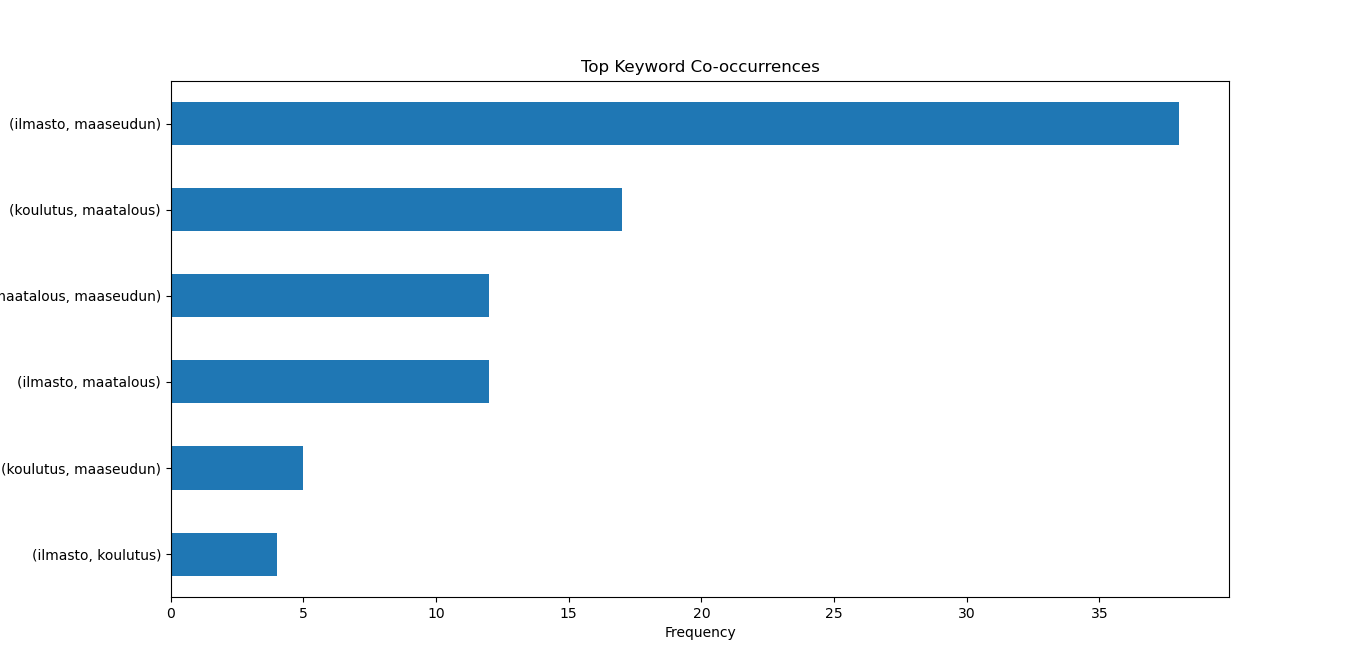 Top Keyword Co-occurrences
(ilmasto, maaseudun)
(koulutus, maatalous)
maatalous, maaseudun)
(ilmasto, maatalous)
(koulutus, maaseudun)
(ilmasto, koulutus)
0 5 10 15 20 25 30 35
Frequency